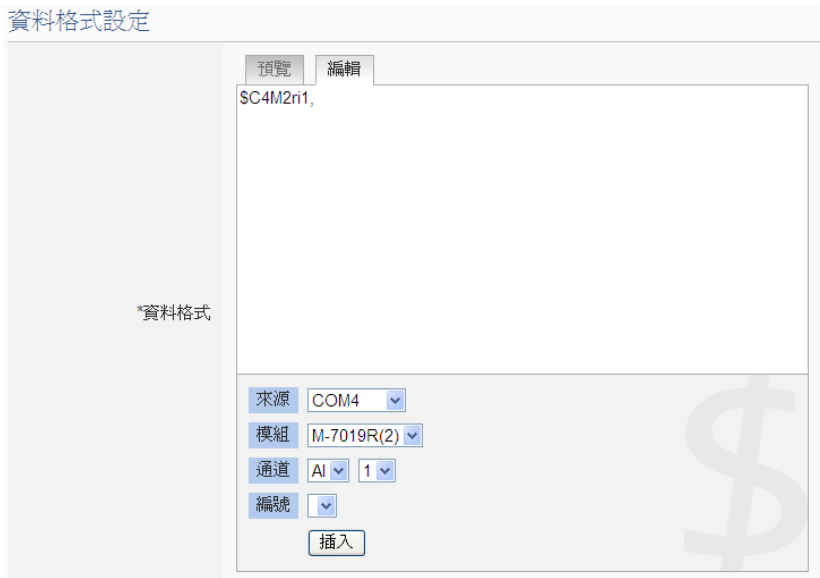 資料格式設定
預覽 編輯
$C4M2ri1,
*資料格式
來源 COM4
模組 M-7019R(2)
通道 AI 1
編號
插入
$